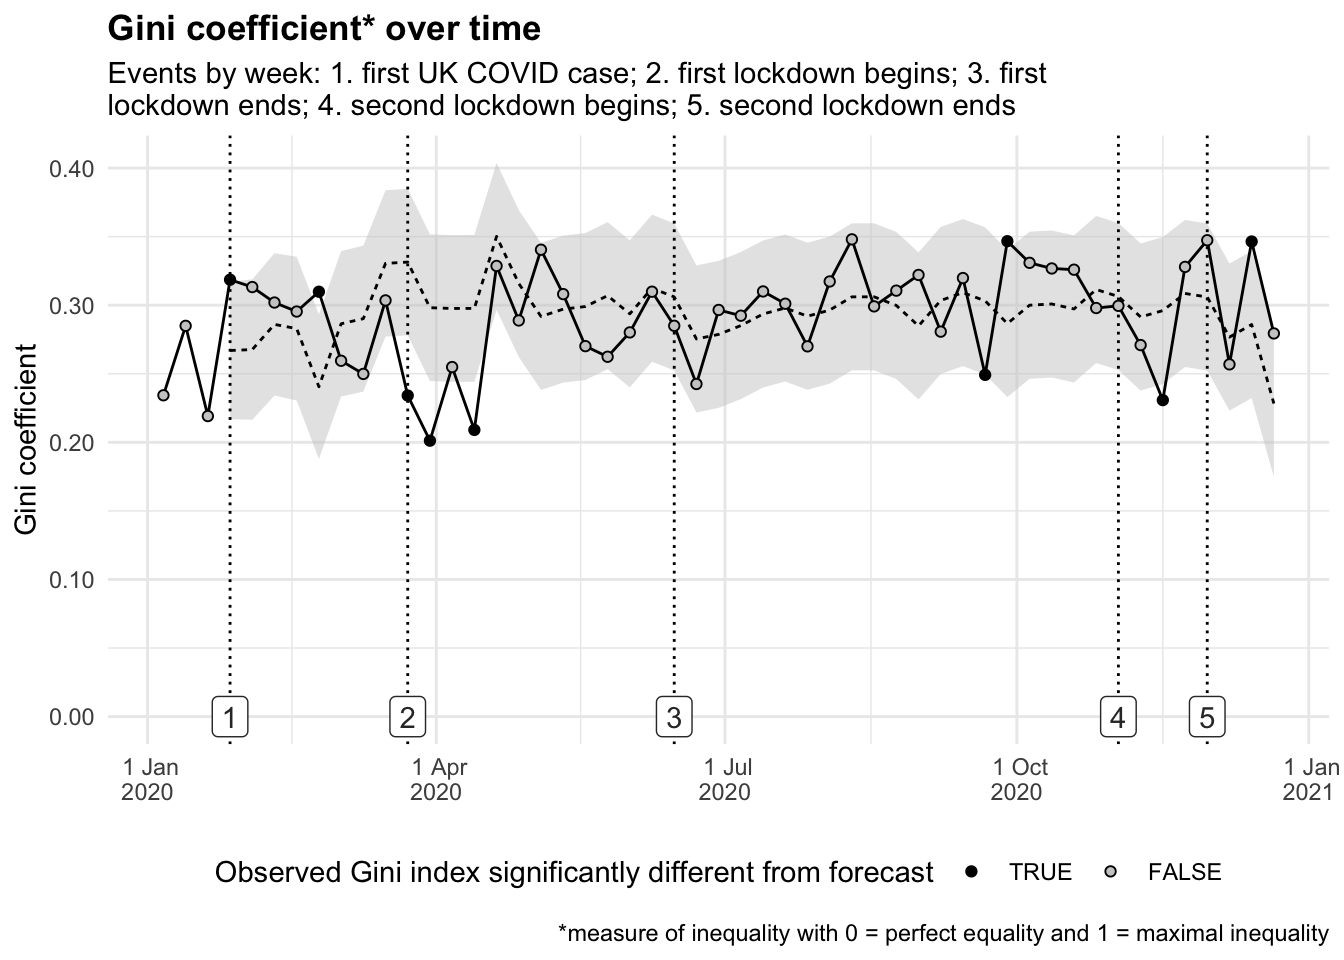 Gini coefficient* over time
Events by week: 1. first UK COVID case; 2. first lockdown begins; 3. first
lockdown ends; 4. second lockdown begins; 5. second lockdown ends
Gini coefficient
0.40
0.30
0.20
0.10
0.00
1
2
3
4
5
1 Jan
2020
1 Apr
2020
1 Jul
2020
1 Oct
2020
1 Jan
2021
Observed Gini index significantly different from forecast TRUE FALSE
*measure of inequality with 0 = perfect equality and 1 = maximal inequality